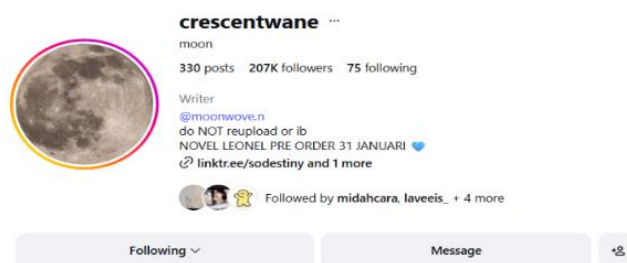 crescentwane ...
moon
330 posts 207K followers 75 following
Writer
@moonwove.n
do NOT reupload or ib
NOVEL LEONEL PRE ORDER 31 JANUARI 🩵
linktr.ee/sodestiny and 1 more
Followed by midahcara, laveeis_ + 4 more
Following Message